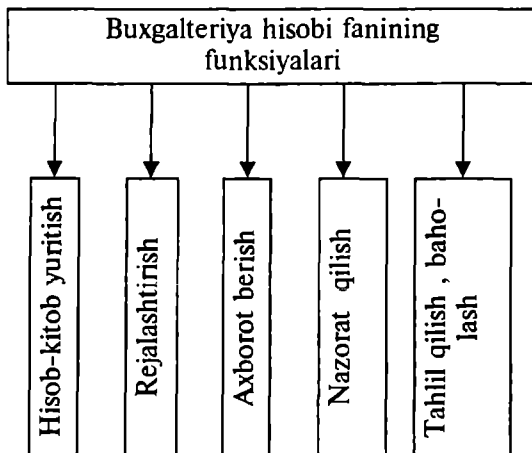 Buxgalteriya hisobi fanining
funksiyalari
Hisob-kitob yuritish
Rejalashtirish
Axborot berish
Nazorat qilish
Tahlil qilish , baho-
lash